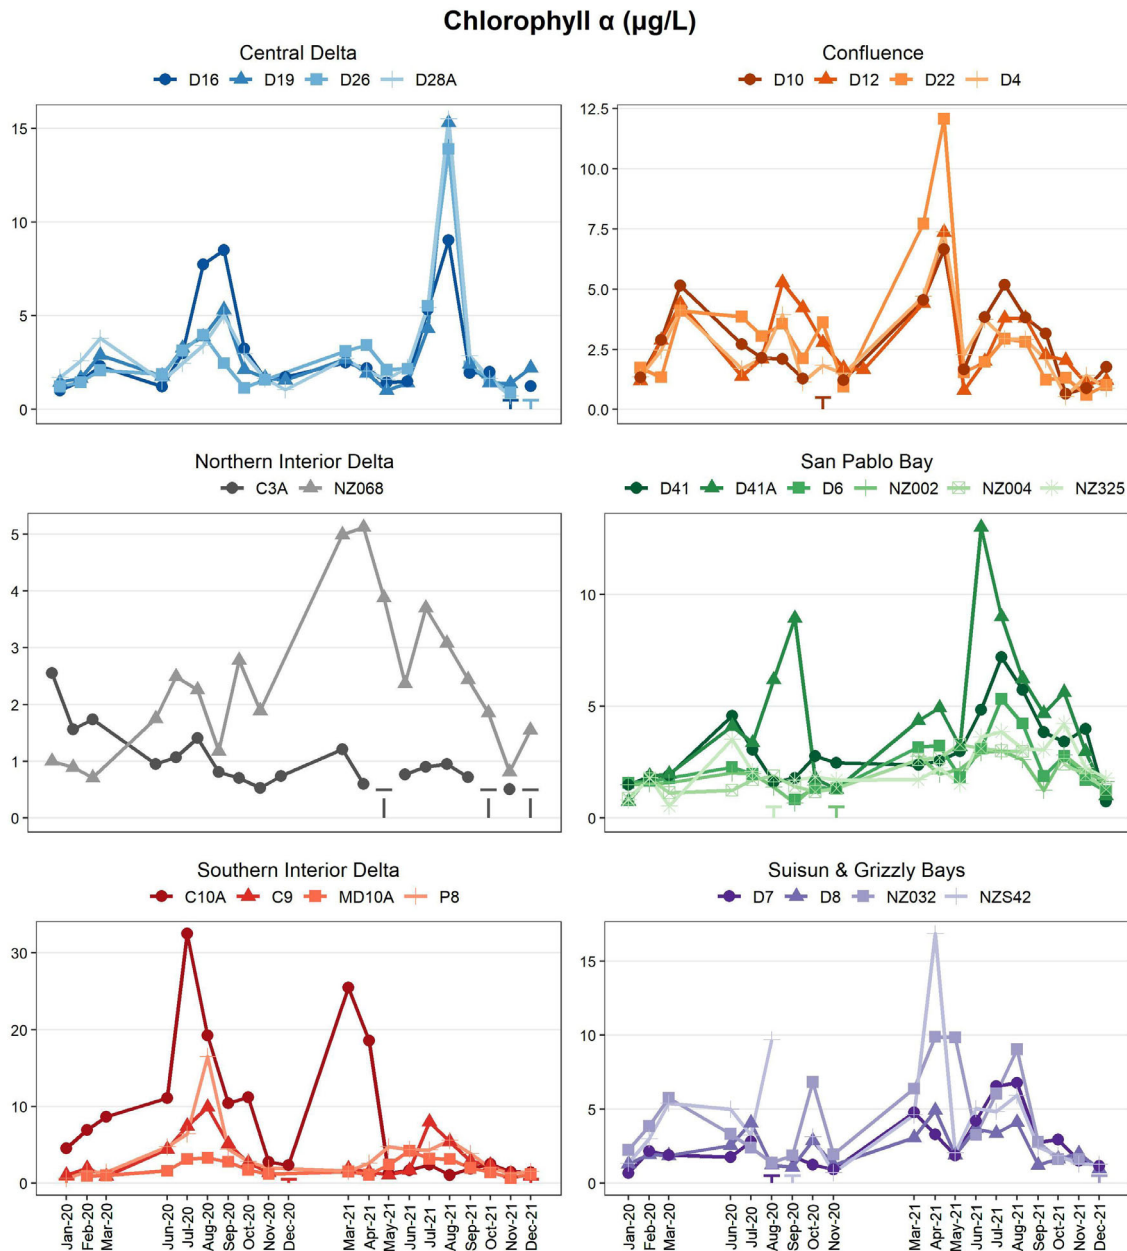 Chlorophyll α (µg/L)
Central Delta
D16 D19 D26 D28A
15
10
5
0
Confluence
D10 D12 D22 D4
12.5
10.0
7.5
5.0
2.5
0.0
Northern Interior Delta
C3A NZ068
5
4
3
2
1
0
San Pablo Bay
D41 D41A D6 NZ002 NZ004 NZ325
10
5
0
Southern Interior Delta
C10A C9 MD10A P8
30
20
10
0
Jan-20 Feb-20 Mar-20 Jun-20 Jul-20 Aug-20 Sep-20 Oct-20 Nov-20 Dec-20 Mar-21 Apr-21 May-21 Jun-21 Jul-21 Aug-21 Sep-21 Oct-21 Nov-21 Dec-21
Suisun & Grizzly Bays
D7 D8 NZ032 NZS42
15
10
5
0
Jan-20 Feb-20 Mar-20 Jun-20 Jul-20 Aug-20 Sep-20 Oct-20 Nov-20 Mar-21 Apr-21 May-21 Jun-21 Jul-21 Aug-21 Sep-21 Oct-21 Nov-21 Dec-21